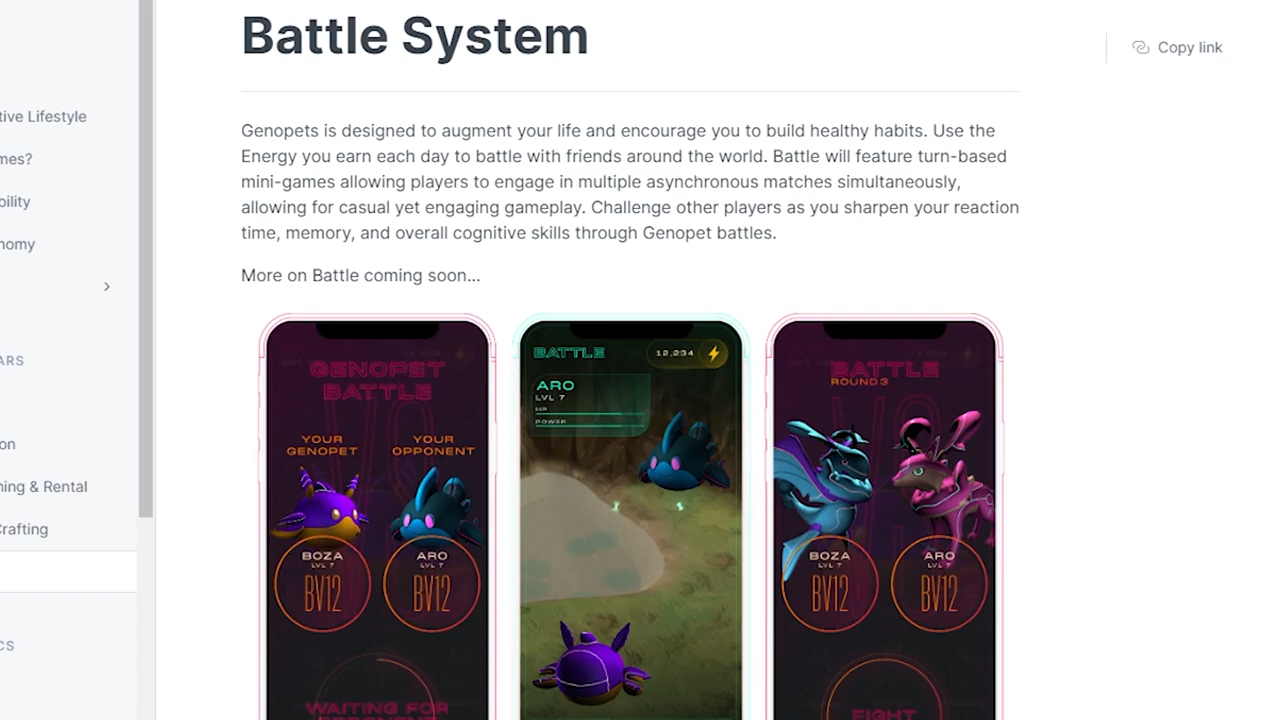 Battle System
Copy link
tive Lifestyle
mes?
bility
nomy
ARS
on
ning & Rental
Crafting
CS
Genopets is designed to augment your life and encourage you to build healthy habits. Use the
Energy you earn each day to battle with friends around the world. Battle will feature turn-based
mini-games allowing players to engage in multiple asynchronous matches simultaneously,
allowing for casual yet engaging gameplay. Challenge other players as you sharpen your reaction
time, memory, and overall cognitive skills through Genopet battles.
More on Battle coming soon...
GENOPET
BATTLE
YOUR
GENOPET
YOUR
OPPONENT
BOZA
LVL 7
BV12
ARO
LVL 7
BV12
WAITING FOR
OPPONENT
BATTLE
12,234
ARO
LVL 7
HP
POWER
BATTLE
ROUND 3
BOZA
LVL 7
BV12
ARO
LVL 7
BV12
FIGHT